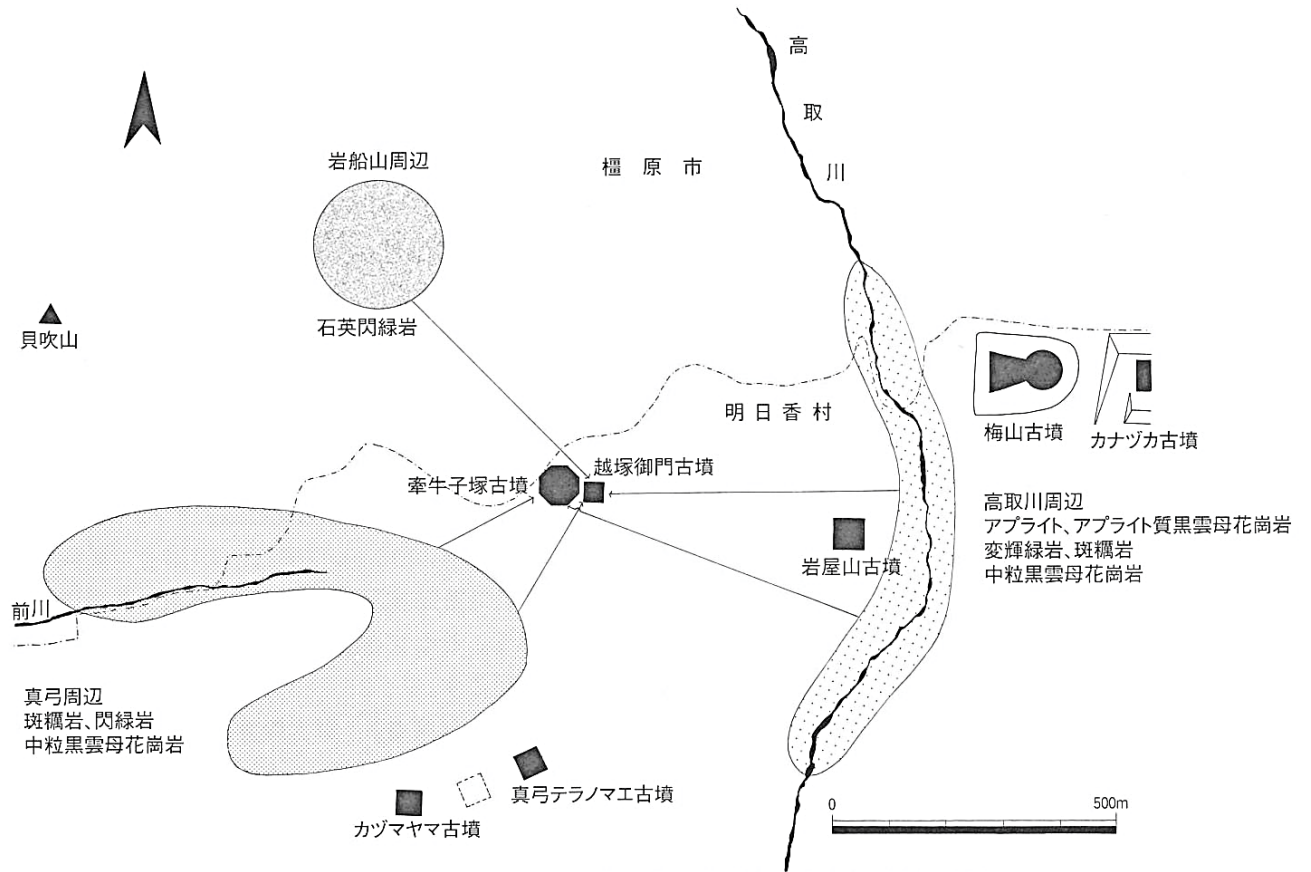 高取川
岩船山周辺
橿原市
石英閃緑岩
貝吹山
明日香村
梅山古墳
カナヅカ古墳
越塚御門古墳
牽牛子塚古墳
高取川周辺
アプライト、アプライト質黒雲母花崗岩
変輝緑岩、斑糲岩
中粒黒雲母花崗岩
岩屋山古墳
前川
真弓周辺
斑糲岩、閃緑岩
中粒黒雲母花崗岩
真弓テラノマエ古墳
カヅマヤマ古墳
0
500m